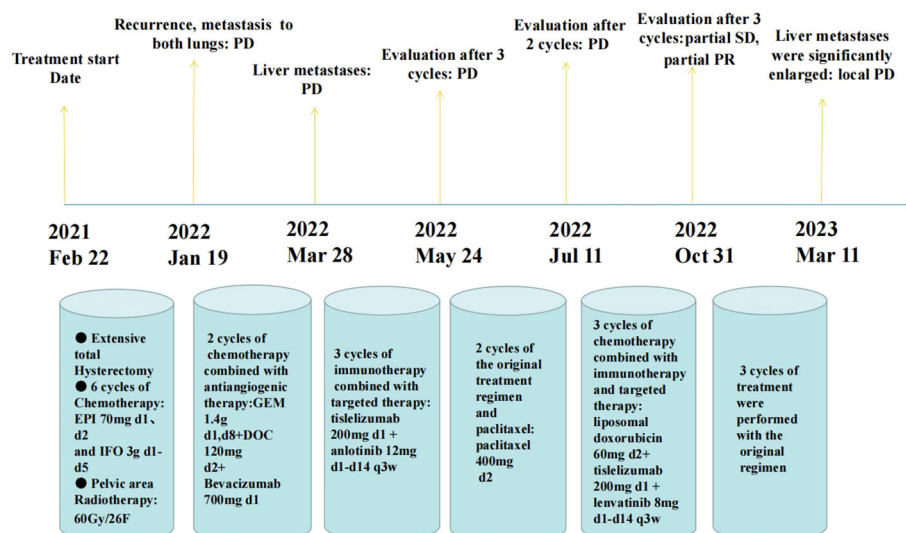 Treatment start
Date
Recurrence, metastasis to
both lungs: PD
Liver metastases:
PD
Evaluation after 3
cycles: PD
Evaluation after
2 cycles: PD
Evaluation after 3
cycles:partial SD,
partial PR
Liver metastases
were significantly
enlarged: local PD
2021
Feb 22
2022
Jan 19
2022
Mar 28
2022
May 24
2022
Jul 11
2022
Oct 31
2023
Mar 11
● Extensive
total
Hysterectomy
● 6 cycles of
Chemotherapy:
EPI 70mg d1、
d2
and IFO 3g d1-
d5
● Pelvic area
Radiotherapy:
60Gy/26F
2 cycles of
chemotherapy
combined with
antiangiogenic
therapy:GEM
1.4g
d1,d8+DOC
120mg
d2+
Bevacizumab
700mg d1
3 cycles of
immunotherapy
combined with
targeted therapy:
tislelizumab
200mg d1 +
anlotinib 12mg
d1-d14 q3w
2 cycles of
the original
treatment
regimen
and
paclitaxel:
paclitaxel
400mg
d2
3 cycles of
chemotherapy
combined with
immunotherapy
and targeted
therapy:
liposomal
doxorubicin
60mg d2+
tislelizumab
200mg d1 +
lenvatinib 8mg
d1-d14 q3w
3 cycles of
treatment
were
performed
with the
original
regimen